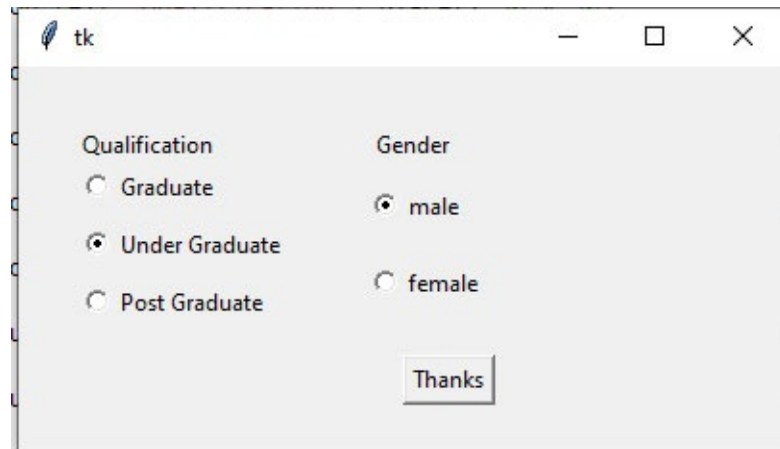 tk
Qualification
Graduate
Under Graduate
Post Graduate
Gender
male
female
Thanks